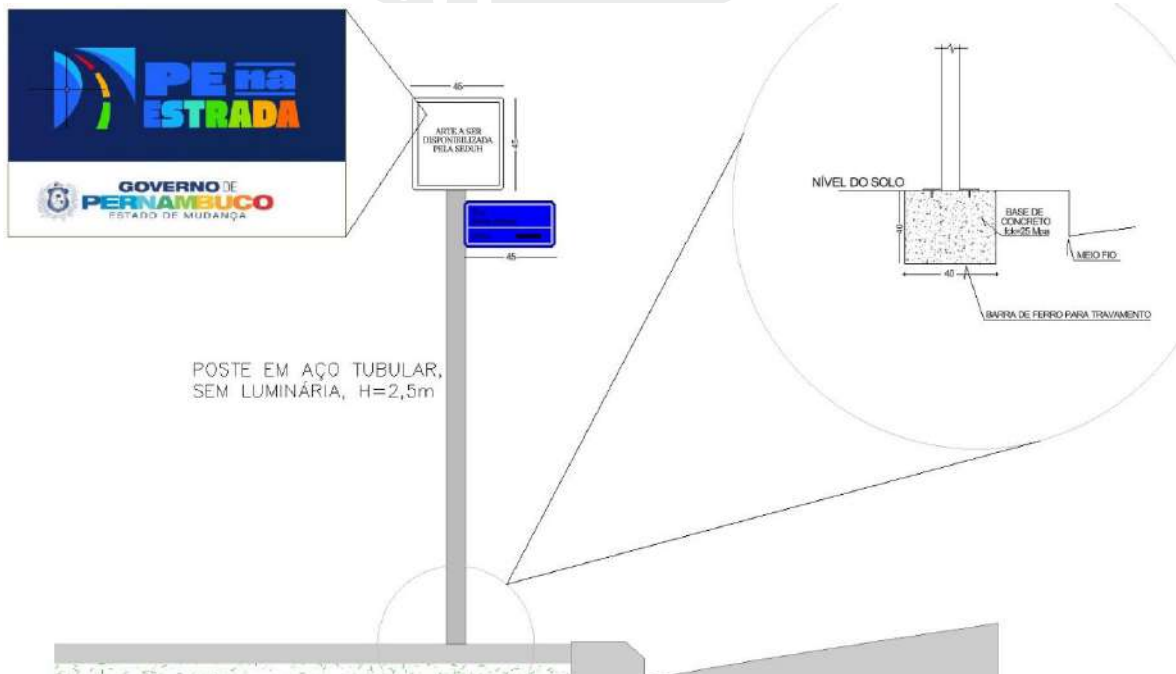 PE na
ESTRADA
GOVERNO DE
PERNAMBUCO
ESTADO DE MUDANÇA
45
ARTE A SER
DISPONIBILIZADA
PELA SEDUH
45
45
POSTE EM AÇO TUBULAR,
SEM LUMINÁRIA, H=2,5m
NÍVEL DO SOLO
BASE DE
CONCRETO
fck=25 Mpa
40
40
MEIO FIO
BARRA DE FERRO PARA TRAVAMENTO